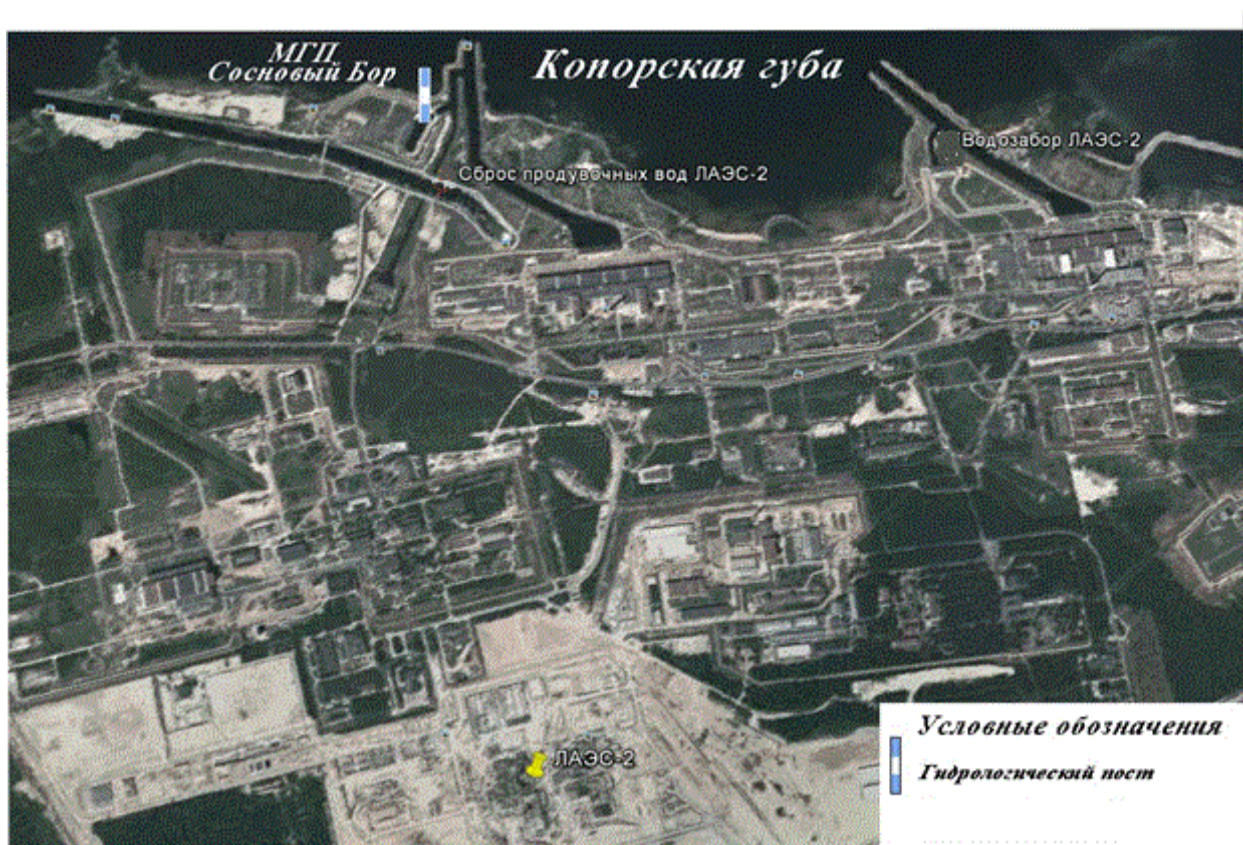 МГП
Сосновый Бор
Копорская губа
Водозабор ЛАЭС-2
Сброс продувочных вод ЛАЭС-2
ЛАЭС-2
Условные обозначения
Гидрологический пост